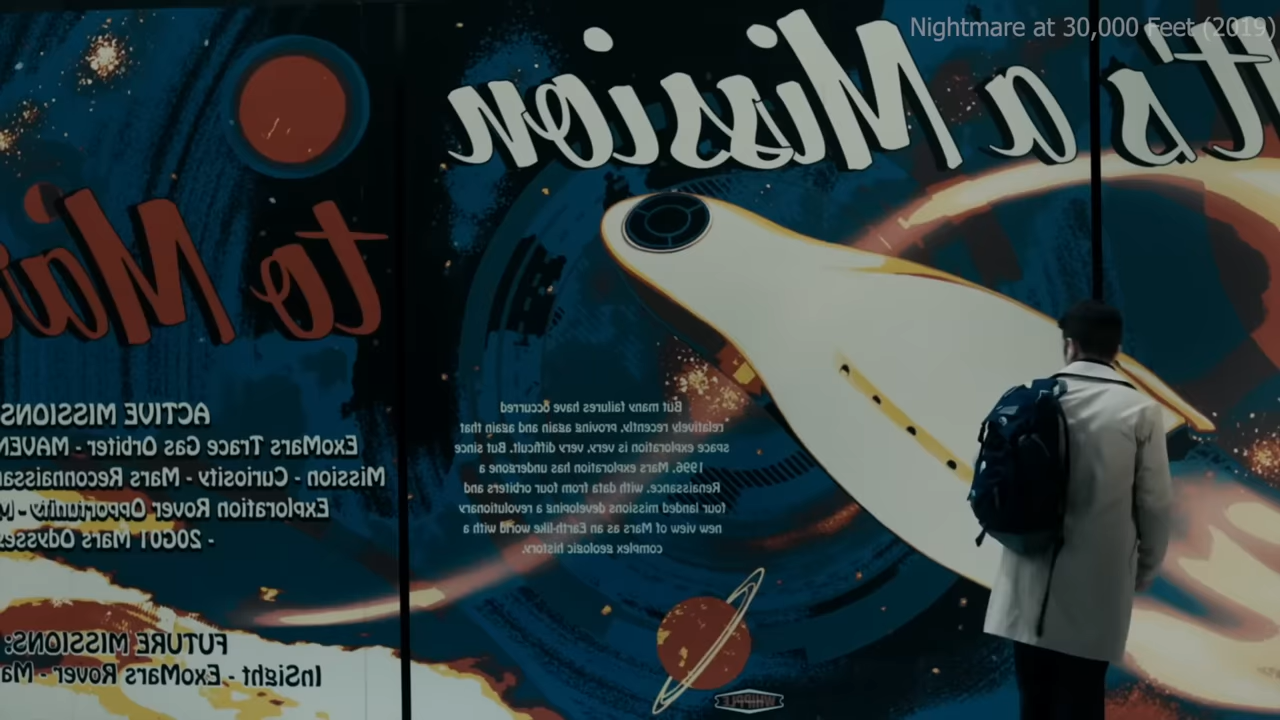 Nightmare at 30,000 Feet (2019)
It's a Mission
to Mars
ACTIVE MISSIONS
ExoMars Trace Gas Orbiter - MAVEN
Mission - Curiosity - Mars Reconnaissa
Exploration Rover Opportunity - M
- 20G01 Mars Odysse
FUTURE MISSIONS:
InSight - ExoMars Rover - Ma
But many failures have occurred
relatively recently, proving again and again that
space exploration is very, very difficult. But since
1996, Mars exploration has undergone a
Renaissance, with data from four orbiters and
four landed missions developing a revolutionary
new view of Mars as an Earth-like world with a
complex geologic history.
WHIPPLE